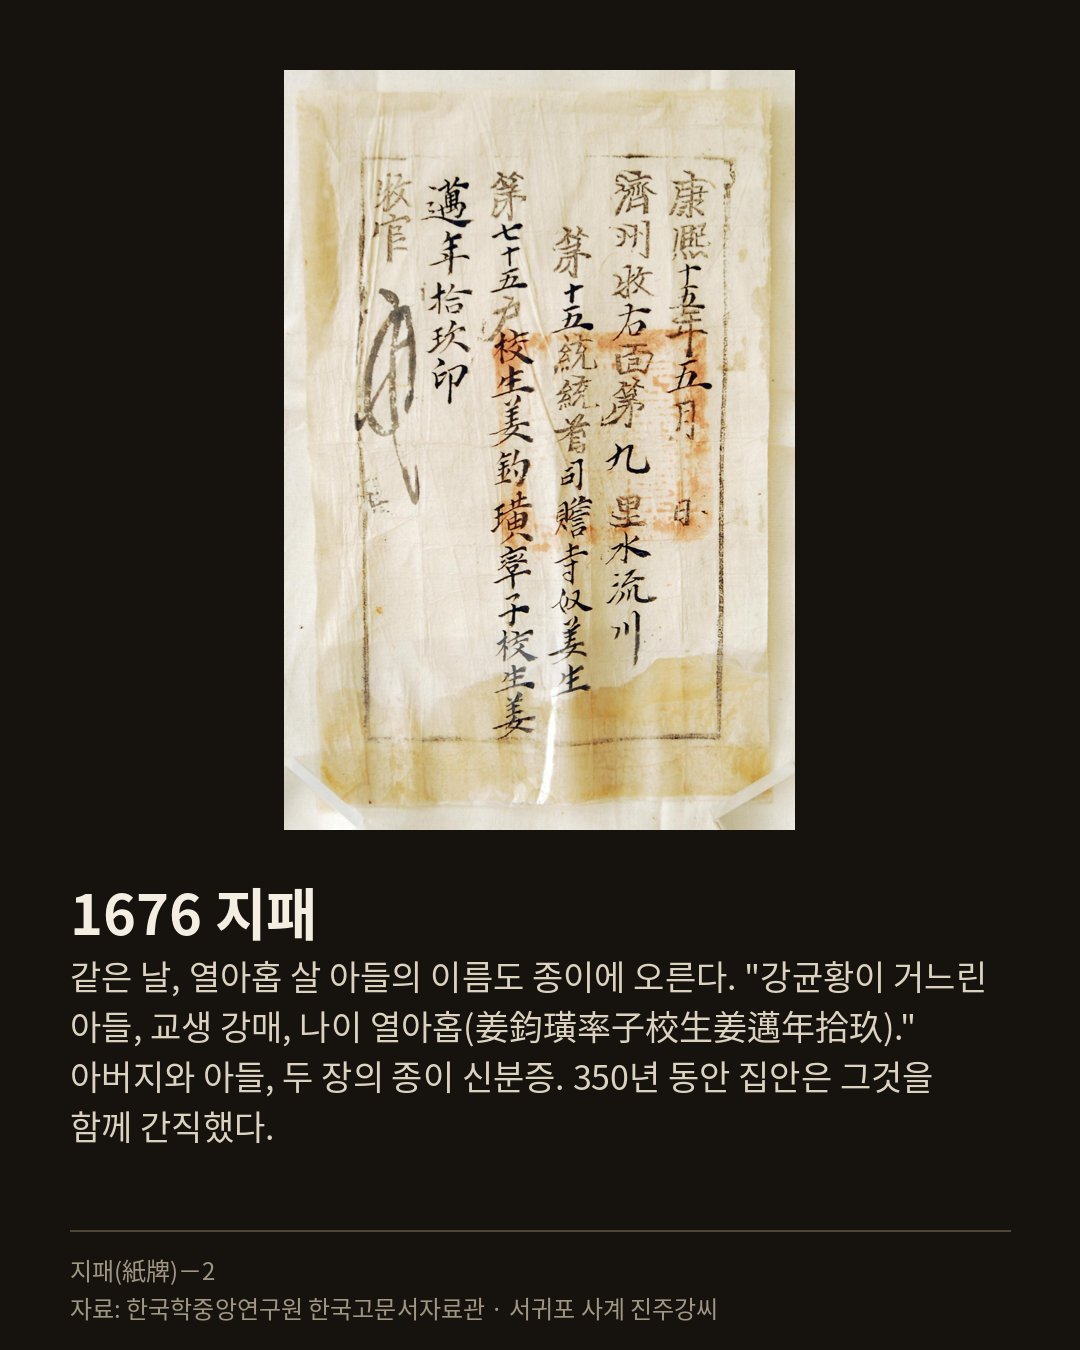 康熙十五年五月 日
濟州牧右面第九里水流川
第十五統統首司贍寺奴姜生
第七十五戶校生姜鈞璜率子校生姜
邁年拾玖印
牧官
1676 지패
같은 날, 열아홉 살 아들의 이름도 종이에 오른다. "강균황이 거느린
아들, 교생 강매, 나이 열아홉(姜鈞璜率子校生姜邁年拾玖)."
아버지와 아들, 두 장의 종이 신분증. 350년 동안 집안은 그것을
함께 간직했다.
지패(紙牌)－2
자료: 한국학중앙연구원 한국고문서자료관 · 서귀포 사계 진주강씨